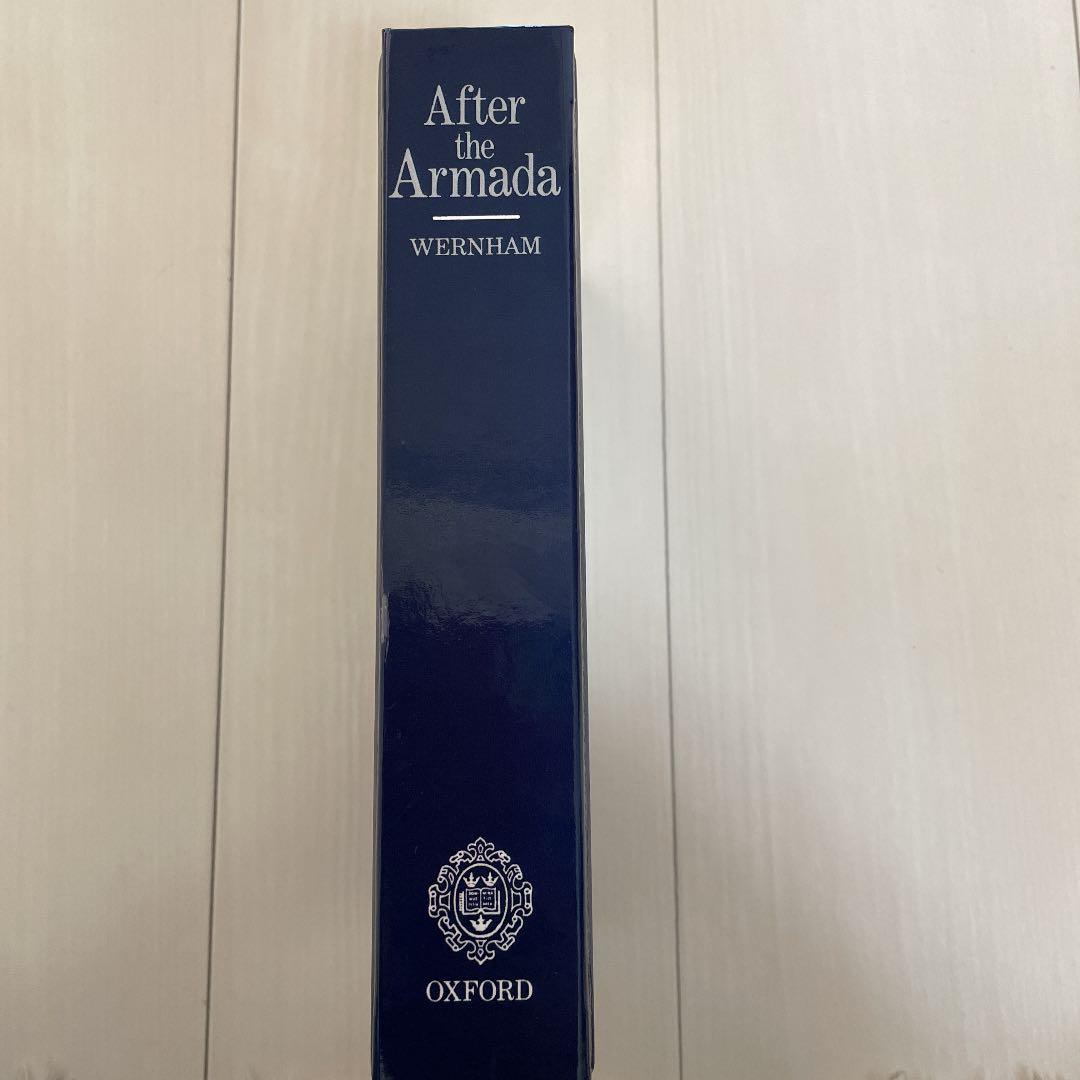 After
the
Armada
WERNHAM
OXFORD